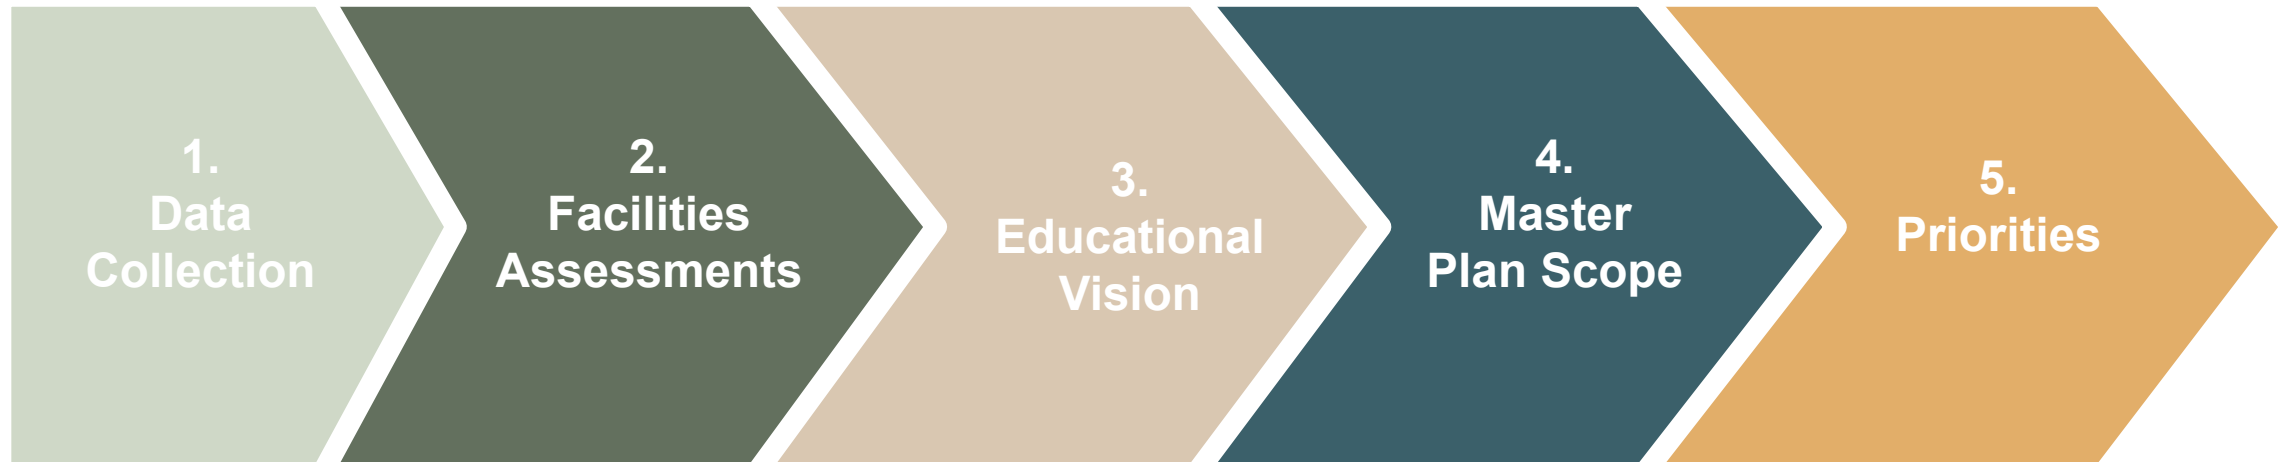 1.
Data
Collection
2.
Facilities
Assessments
3.
Educational
Vision
4.
Master
Plan Scope
5.
Priorities